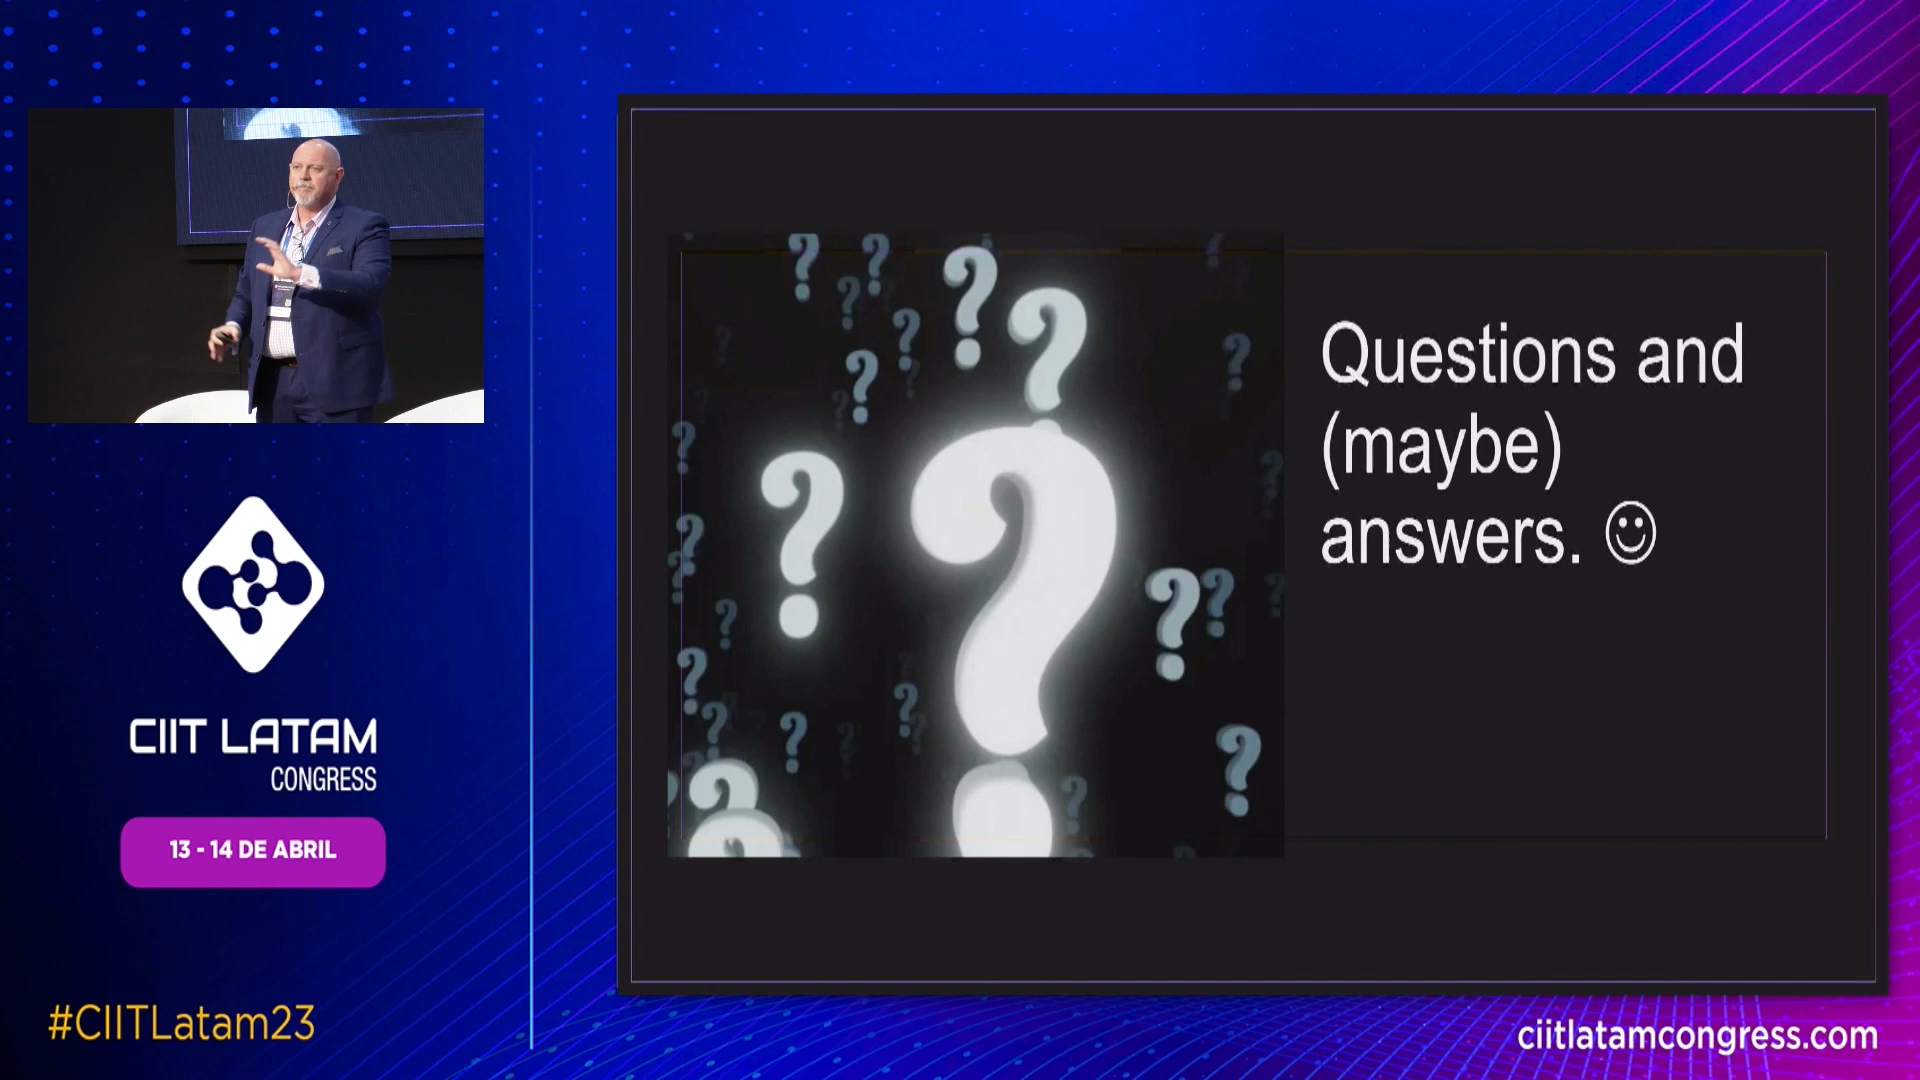 CIIT LATAM
CONGRESS
13 - 14 DE ABRIL
#CIITLatam23
Questions and
(maybe)
answers. ☺
ciitlatamcongress.com